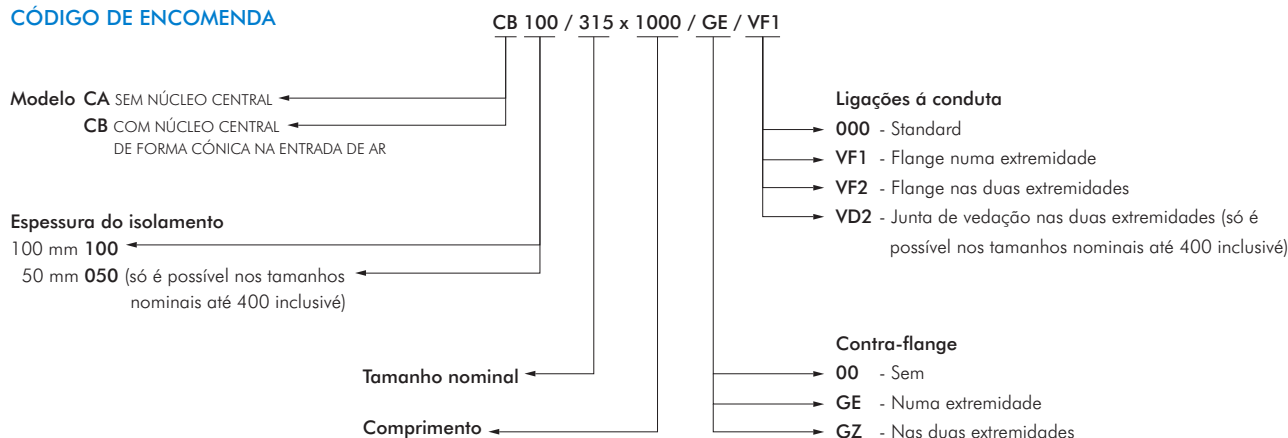 CÓDIGO DE ENCOMENDA
CB 100 / 315 x 1000 / GE / VF1
Modelo CA SEM NÚCLEO CENTRAL
CB COM NÚCLEO CENTRAL
DE FORMA CÓNICA NA ENTRADA DE AR
Espessura do isolamento
100 mm 100
50 mm 050 (só é possível nos tamanhos
nominais até 400 inclusivé)
Tamanho nominal
Comprimento
Ligações á conduta
000 - Standard
VF1 - Flange numa extremidade
VF2 - Flange nas duas extremidades
VD2 - Junta de vedação nas duas extremidades (só é
possível nos tamanhos nominais até 400 inclusivé)
Contra-flange
00 - Sem
GE - Numa extremidade
GZ - Nas duas extremidades